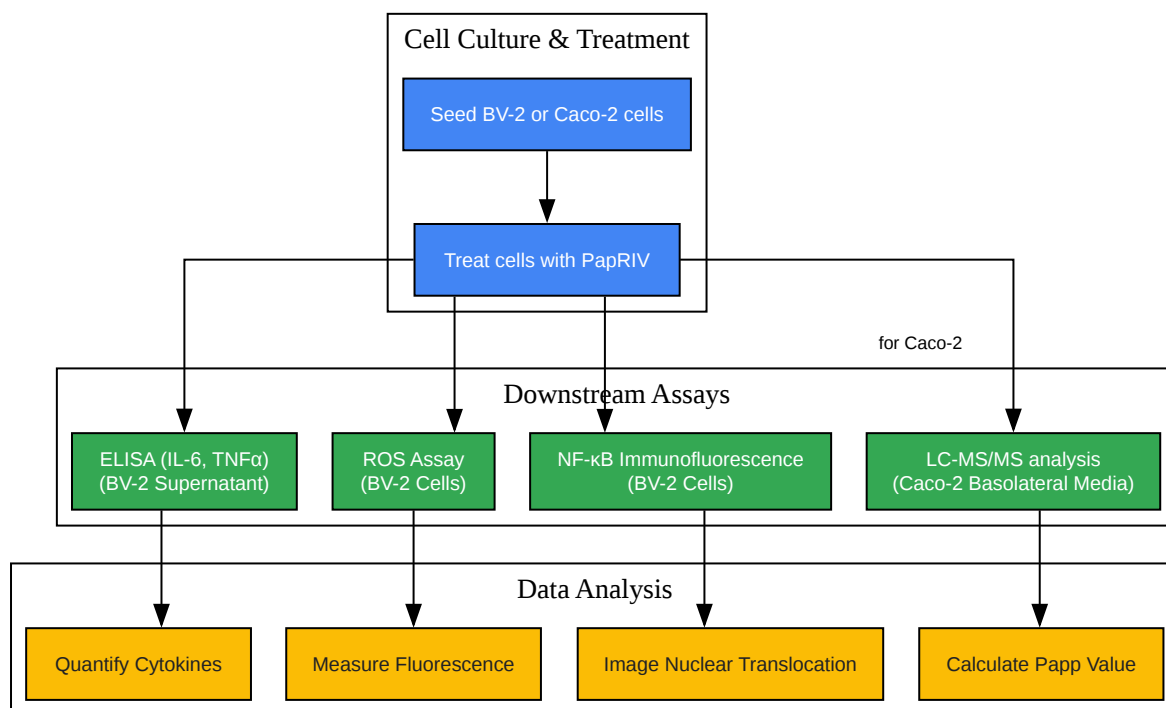 Cell Culture & Treatment
Seed BV-2 or Caco-2 cells
Treat cells with PapRIV
for Caco-2
Downstream Assays
ELISA (IL-6, TNFα)
(BV-2 Supernatant)
ROS Assay
(BV-2 Cells)
NF-κB Immunofluorescence
(BV-2 Cells)
LC-MS/MS analysis
(Caco-2 Basolateral Media)
Data Analysis
Quantify Cytokines
Measure Fluorescence
Image Nuclear Translocation
Calculate Papp Value